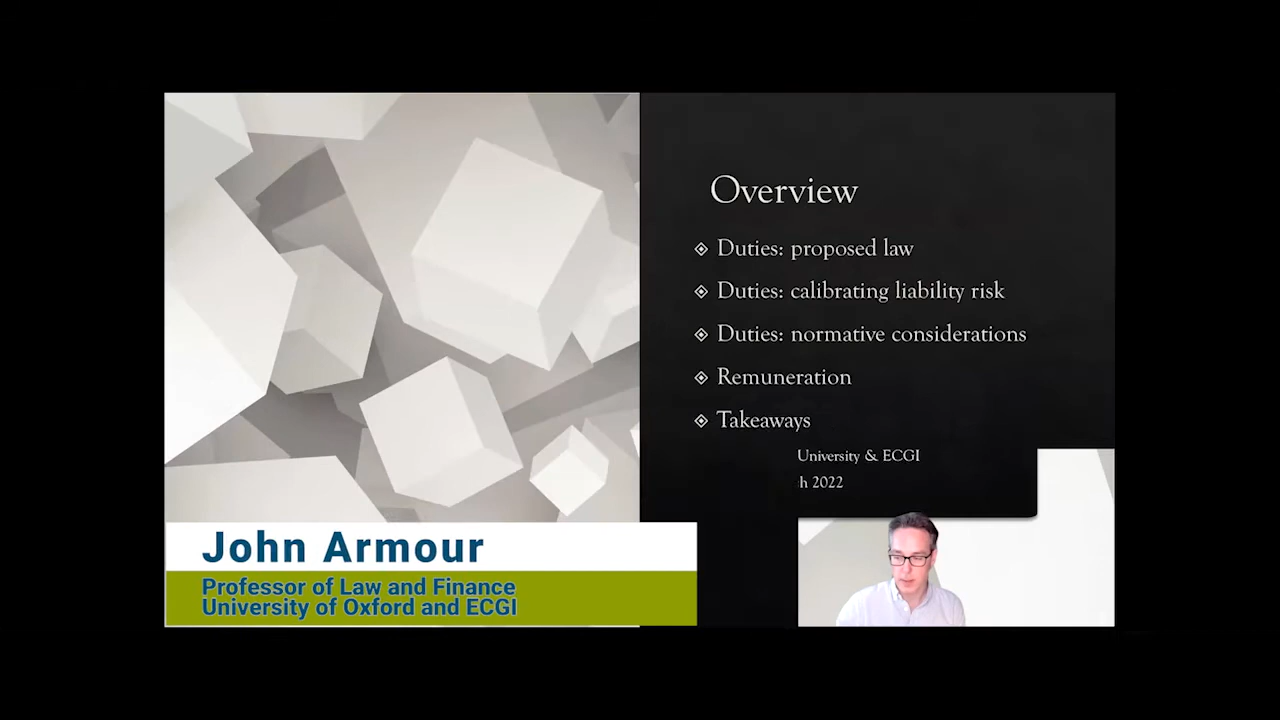 Overview
Duties: proposed law
Duties: calibrating liability risk
Duties: normative considerations
Remuneration
Takeaways
University & ECGI
h 2022
John Armour
Professor of Law and Finance
University of Oxford and ECGI